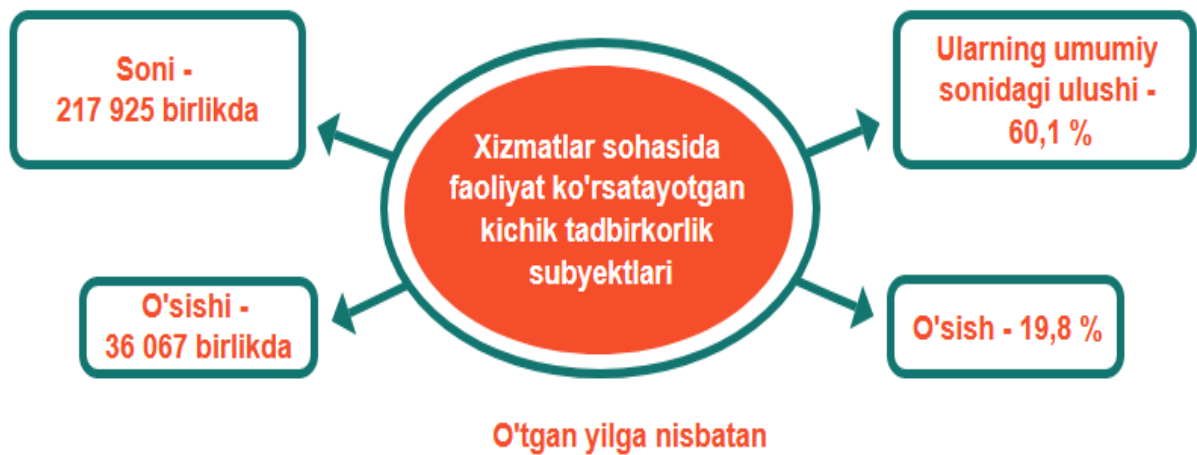 Soni -
217 925 birlikda
Ularning umumiy
sonidagi ulushi -
60,1 %
Xizmatlar sohasida
faoliyat ko'rsatayotgan
kichik tadbirkorlik
subyektlari
O'sishi -
36 067 birlikda
O'sish - 19,8 %
O'tgan yilga nisbatan